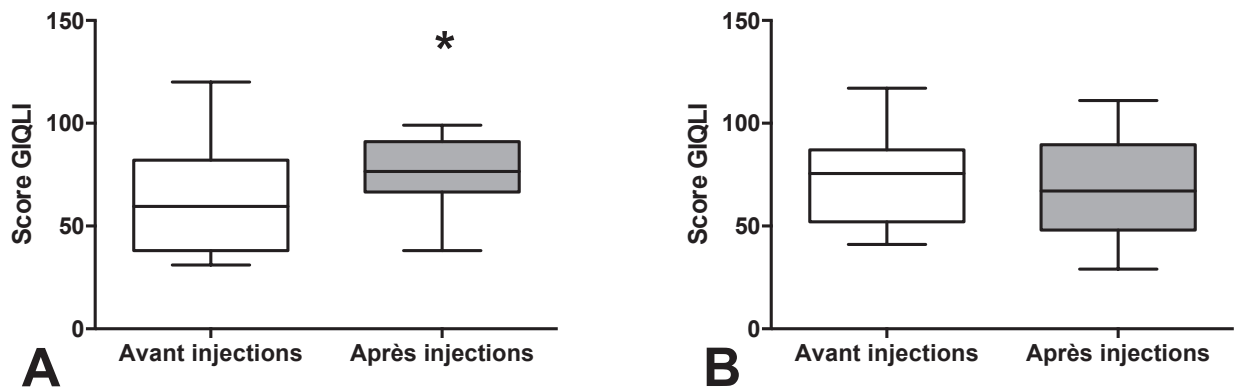 150
100
50
0
Score GIQLI
*
Avant injections
Après injections
A
150
100
50
0
Score GIQLI
Avant injections
Après injections
B